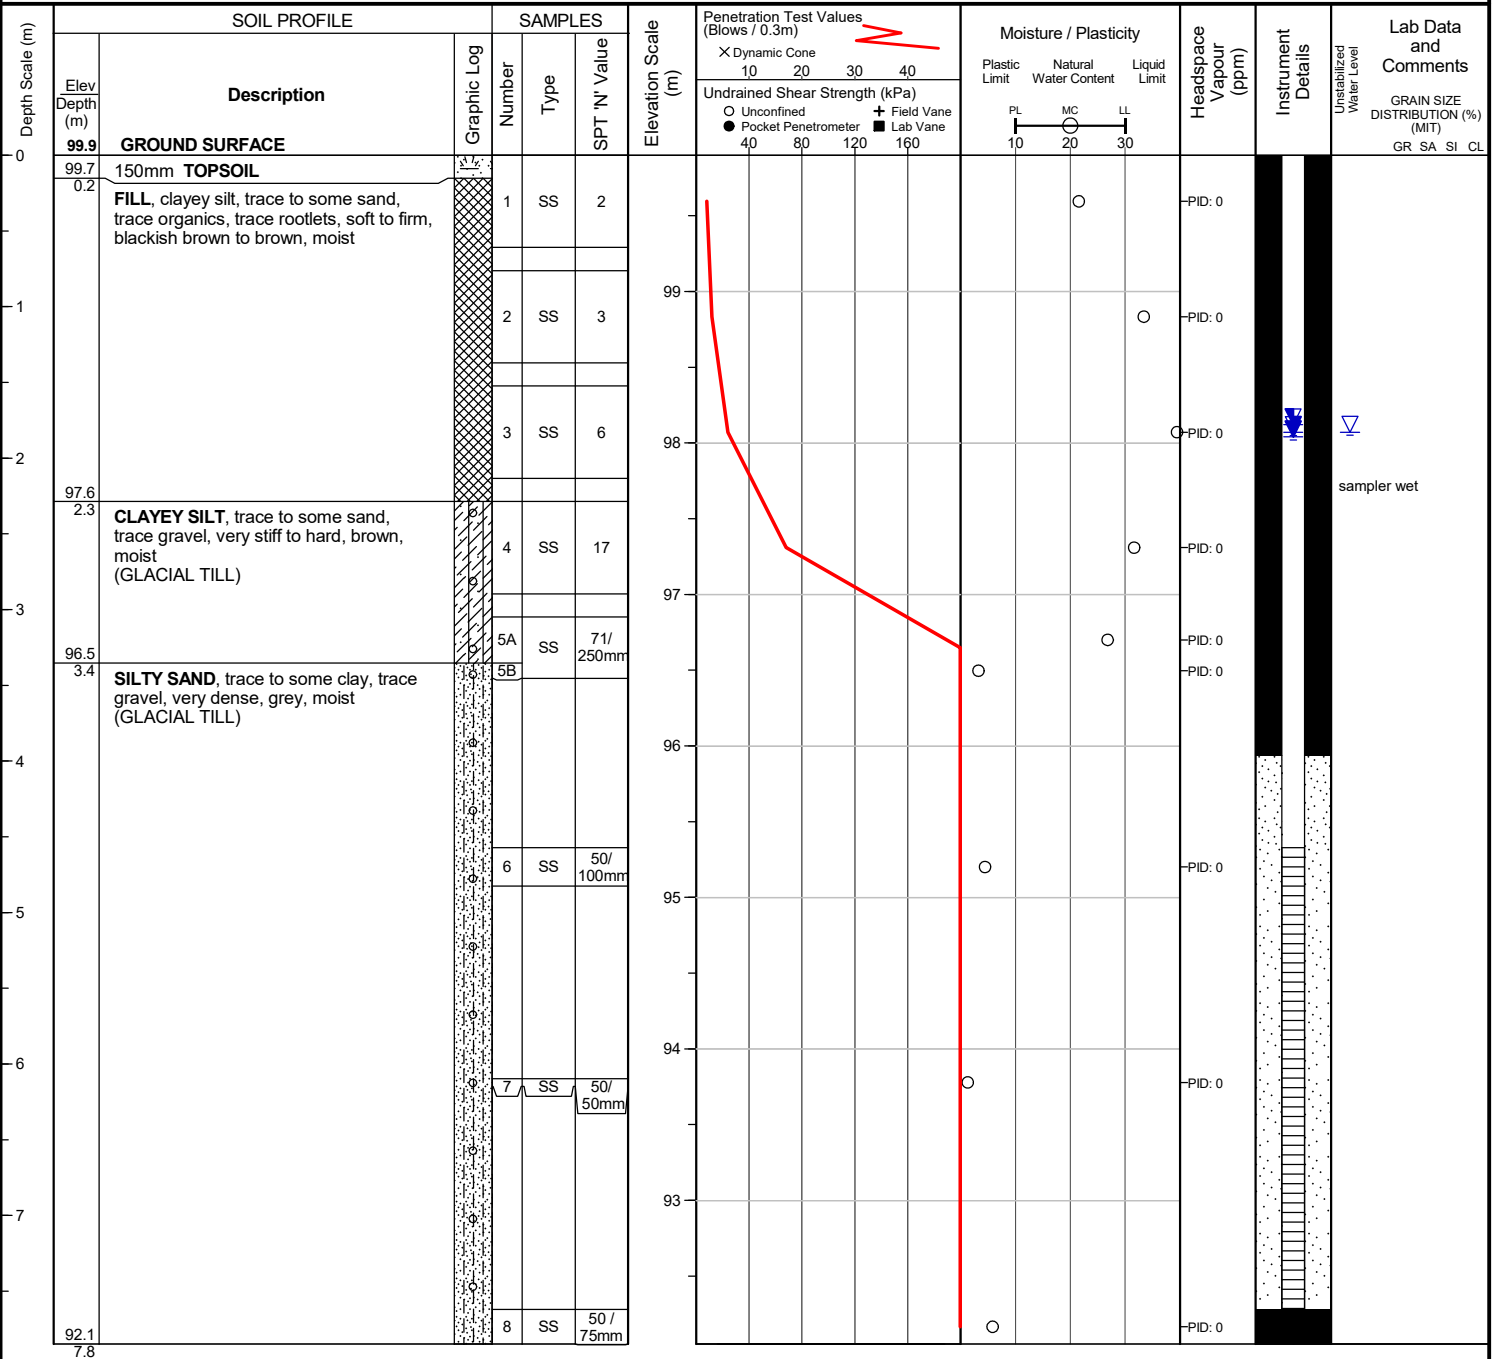 SOIL PROFILE
SAMPLES
Depth Scale (m)
Elev
Depth
(m)
Description
Graphic Log
Number
Type
SPT 'N' Value
Elevation Scale
(m)
Penetration Test Values
(Blows / 0.3m)
Dynamic Cone
10 20 30 40
Undrained Shear Strength (kPa)
Unconfined
Field Vane
Pocket Penetrometer
Lab Vane
40 80 120 160
Moisture / Plasticity
Plastic
Limit
Natural
Water Content
Liquid
Limit
PL MC LL
10 20 30
Headspace
Vapour
(ppm)
Instrument
Details
Unstabilized
Water Level
Lab Data
and
Comments
GRAIN SIZE
DISTRIBUTION (%)
(MIT)
GR SA SI CL
99.9 GROUND SURFACE
0
99.7
0.2
150mm TOPSOIL
FILL, clayey silt, trace to some sand,
trace organics, trace rootlets, soft to firm,
blackish brown to brown, moist
1 SS 2
PID: 0
99
1
2 SS 3
PID: 0
3 SS 6
PID: 0
98
2
sampler wet
97.6
2.3
CLAYEY SILT, trace to some sand,
trace gravel, very stiff to hard, brown,
moist
(GLACIAL TILL)
4 SS 17
PID: 0
97
3
5A
SS
71/
250mm
PID: 0
5B
PID: 0
96.5
3.4
SILTY SAND, trace to some clay, trace
gravel, very dense, grey, moist
(GLACIAL TILL)
96
4
6 SS
50/
100mm
PID: 0
95
5
94
6
7 SS
50/
50mm
PID: 0
93
7
8 SS
50 /
75mm
PID: 0
92.1
7.8